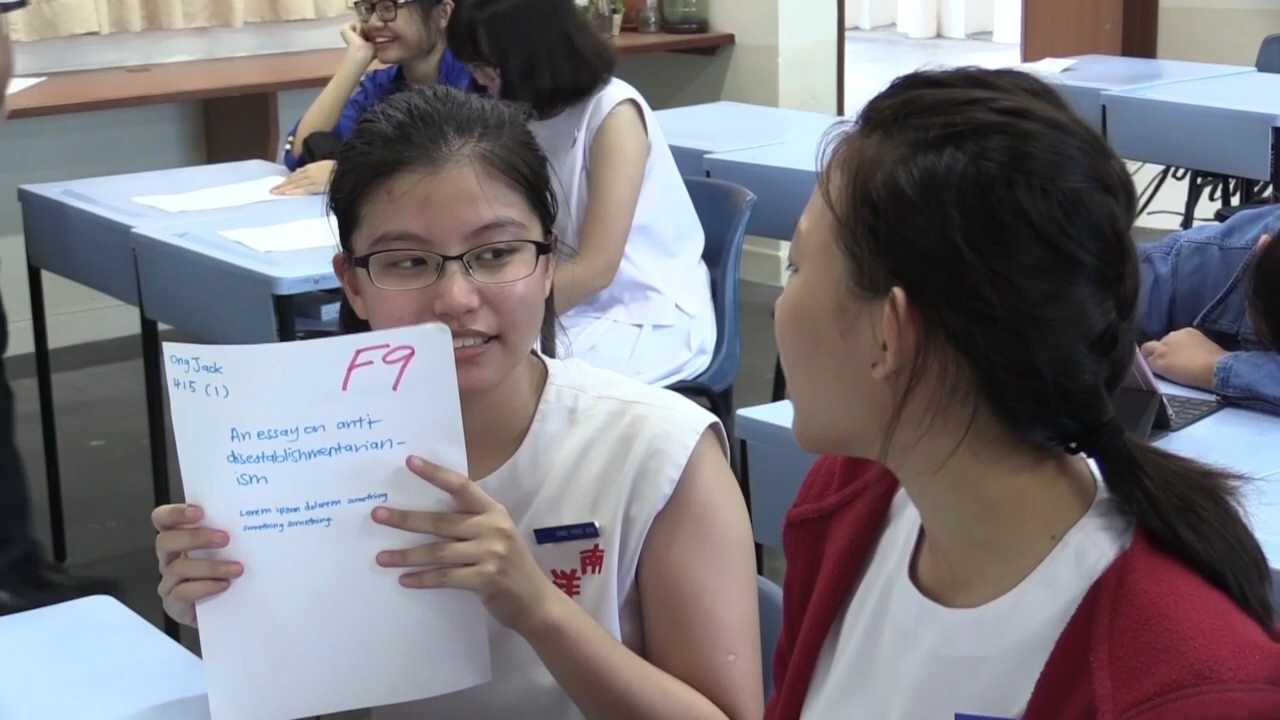 Ong Jack
415 (1)
F9
An essay on anti
disestablishmentarian-
ism
Lorem ipsum dolorem something
something something.
南
洋